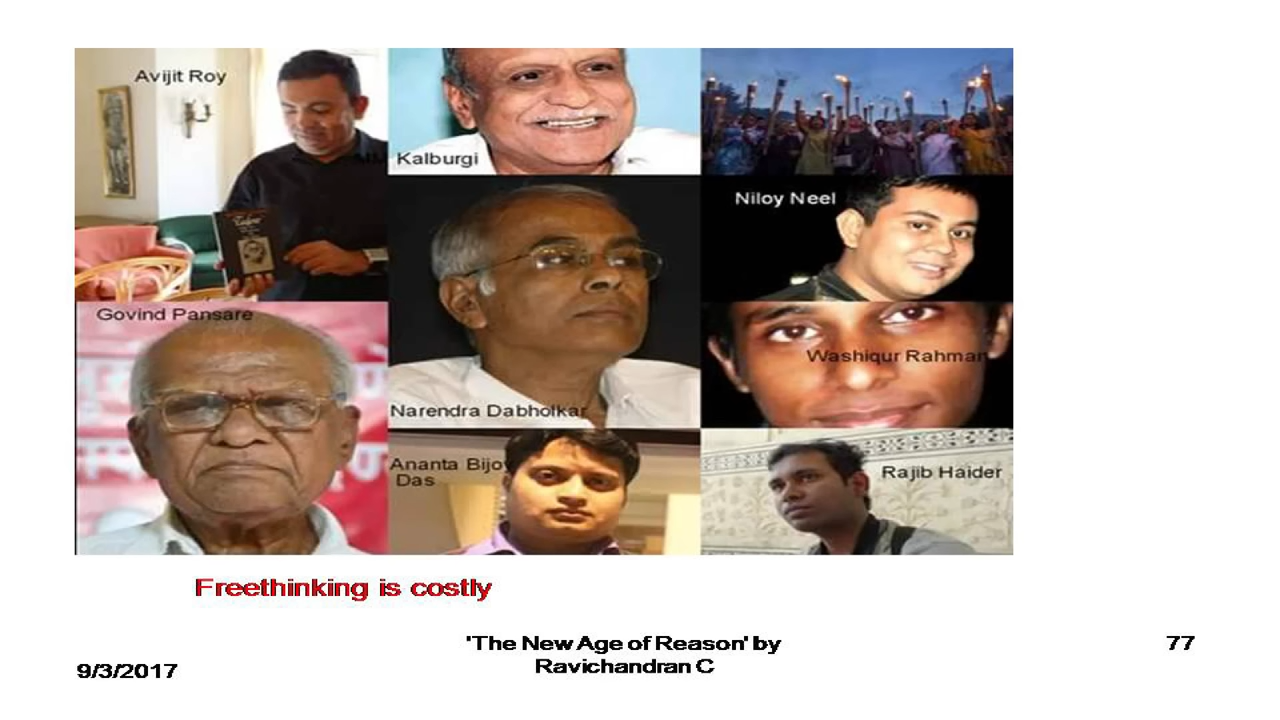 Avijit Roy
MM Kalburgi
Niloy Neel
Govind Pansare
Washiqur Rahman
Narendra Dabholkar
Ananta Bijoy
Das
Rajib Haider
Freethinking is costly
'The New Age of Reason' by
Ravichandran C
77
9/3/2017